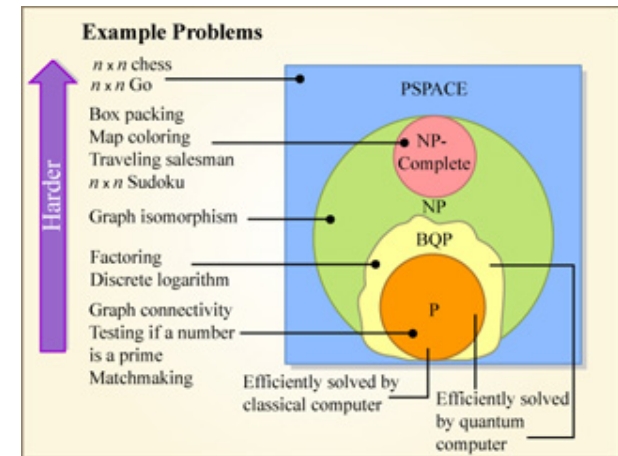 Example Problems
n x n chess
n x n Go
Box packing
Map coloring
Traveling salesman
n x n Sudoku
Graph isomorphism
Factoring
Discrete logarithm
Graph connectivity
Testing if a number
is a prime
Matchmaking
Harder
PSPACE
NP-
Complete
NP
BQP
P
Efficiently solved by
classical computer
Efficiently solved
by quantum
computer